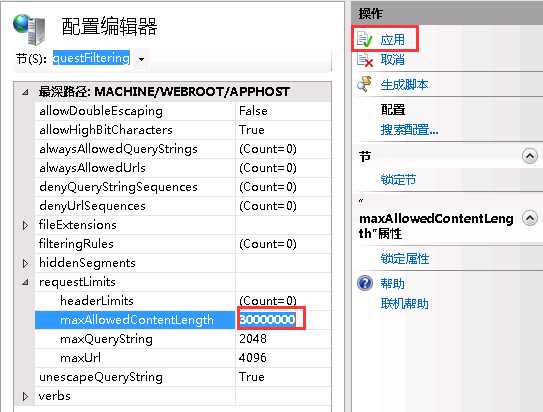 配置编辑器
节(S): questFiltering
最深路径: MACHINE/WEBROOT/APPHOST
allowDoubleEscaping False
allowHighBitCharacters True
alwaysAllowedQueryStrings (Count=0)
alwaysAllowedUrls (Count=0)
denyQueryStringSequences (Count=0)
denyUrlSequences (Count=0)
fileExtensions
filteringRules (Count=0)
hiddenSegments
requestLimits
headerLimits (Count=0)
maxAllowedContentLength 30000000
maxQueryString 2048
maxUrl 4096
unescapeQueryString True
verbs
操作
应用
取消
生成脚本
配置
搜索配置...
节
锁定节
“
maxAllowedContentLeng
th”属性
锁定属性
帮助
联机帮助